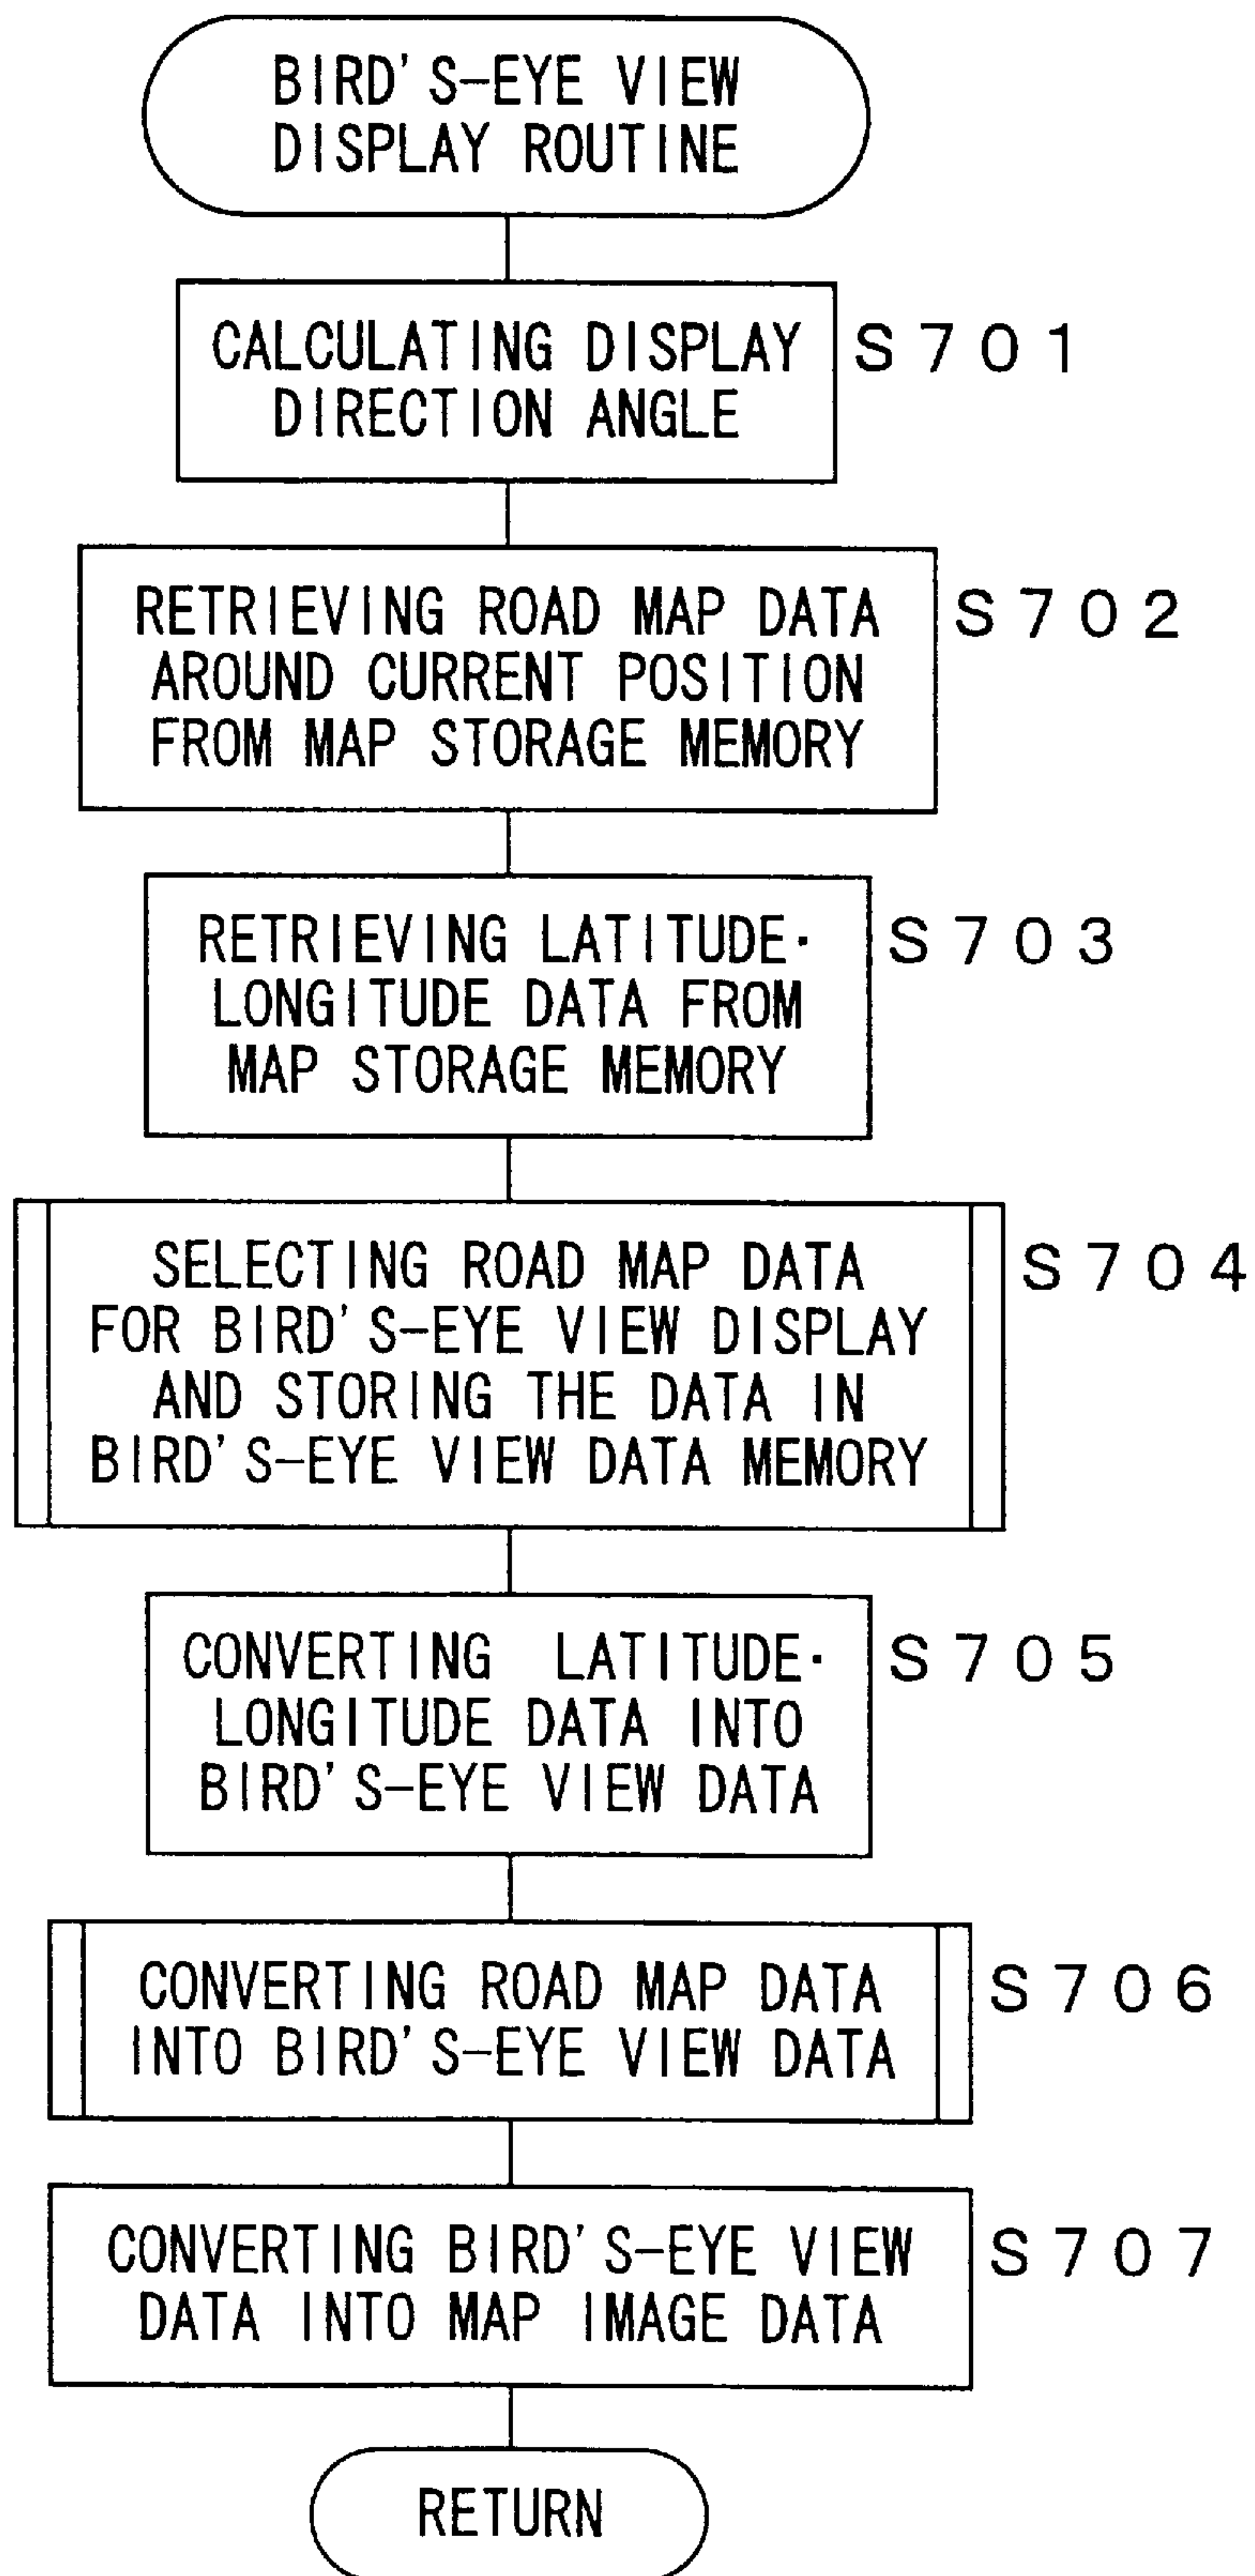 BIRD'S-EYE VIEW
DISPLAY ROUTINE
CALCULATING DISPLAY
DIRECTION ANGLE
S701
RETRIEVING ROAD MAP DATA
AROUND CURRENT POSITION
FROM MAP STORAGE MEMORY
S702
RETRIEVING LATITUDE·
LONGITUDE DATA FROM
MAP STORAGE MEMORY
S703
SELECTING ROAD MAP DATA
FOR BIRD'S-EYE VIEW DISPLAY
AND STORING THE DATA IN
BIRD'S-EYE VIEW DATA MEMORY
S704
CONVERTING LATITUDE·
LONGITUDE DATA INTO
BIRD'S-EYE VIEW DATA
S705
CONVERTING ROAD MAP DATA
INTO BIRD'S-EYE VIEW DATA
S706
CONVERTING BIRD'S-EYE VIEW
DATA INTO MAP IMAGE DATA
S707
RETURN